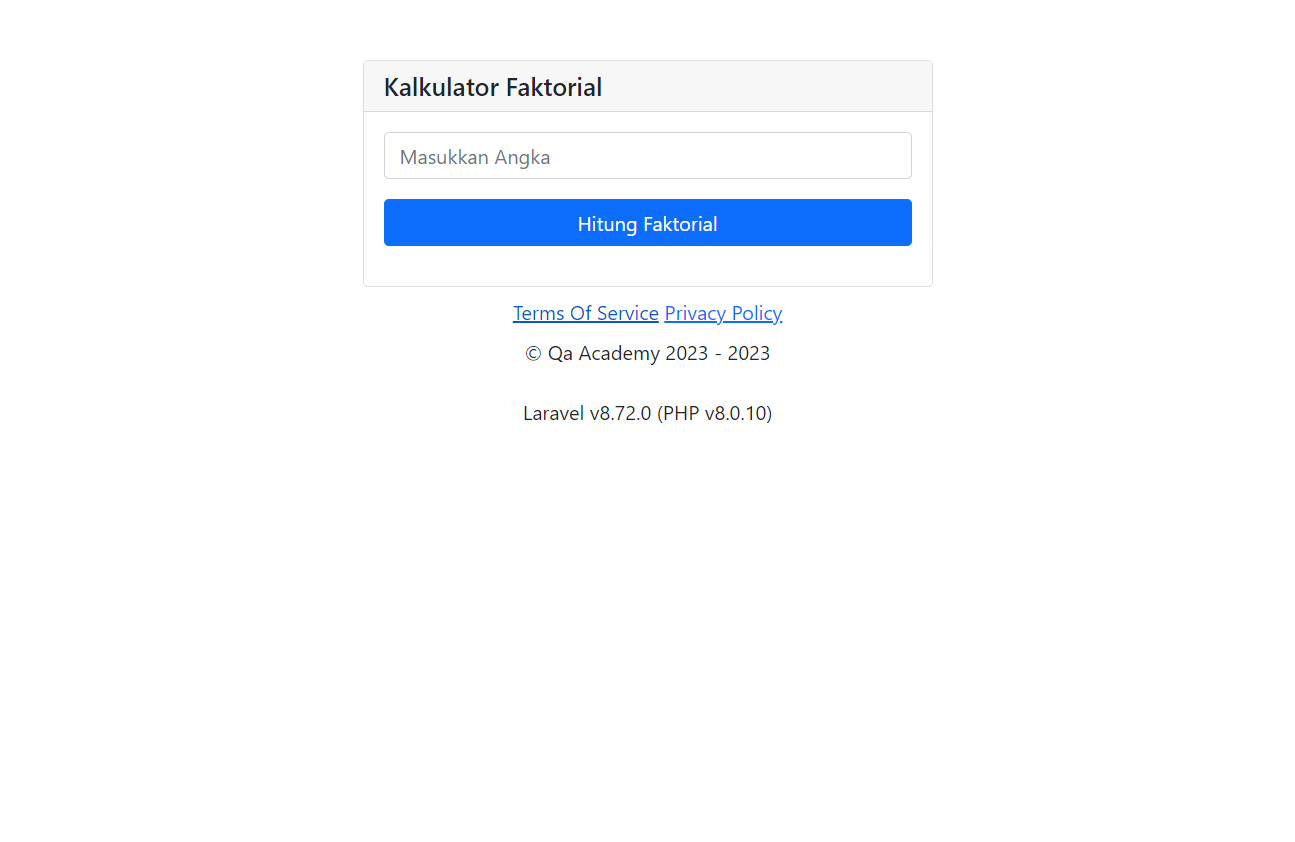 Kalkulator Faktorial
Masukkan Angka
Hitung Faktorial
Terms Of Service Privacy Policy
© Qa Academy 2023 - 2023
Laravel v8.72.0 (PHP v8.0.10)